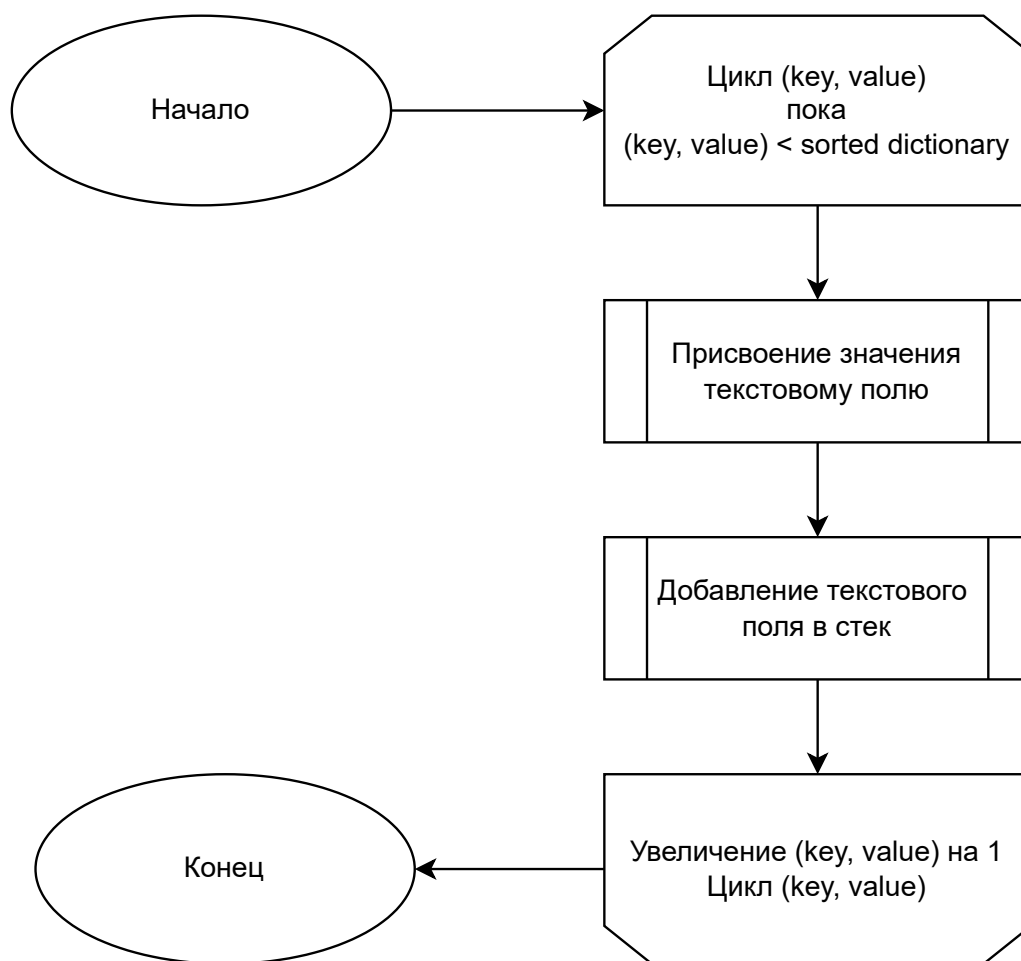 Начало
Цикл (key, value)
пока
(key, value) < sorted dictionary
Присвоение значения
текстовому полю
Добавление текстового
поля в стек
Увеличение (key, value) на 1
Цикл (key, value)
Конец